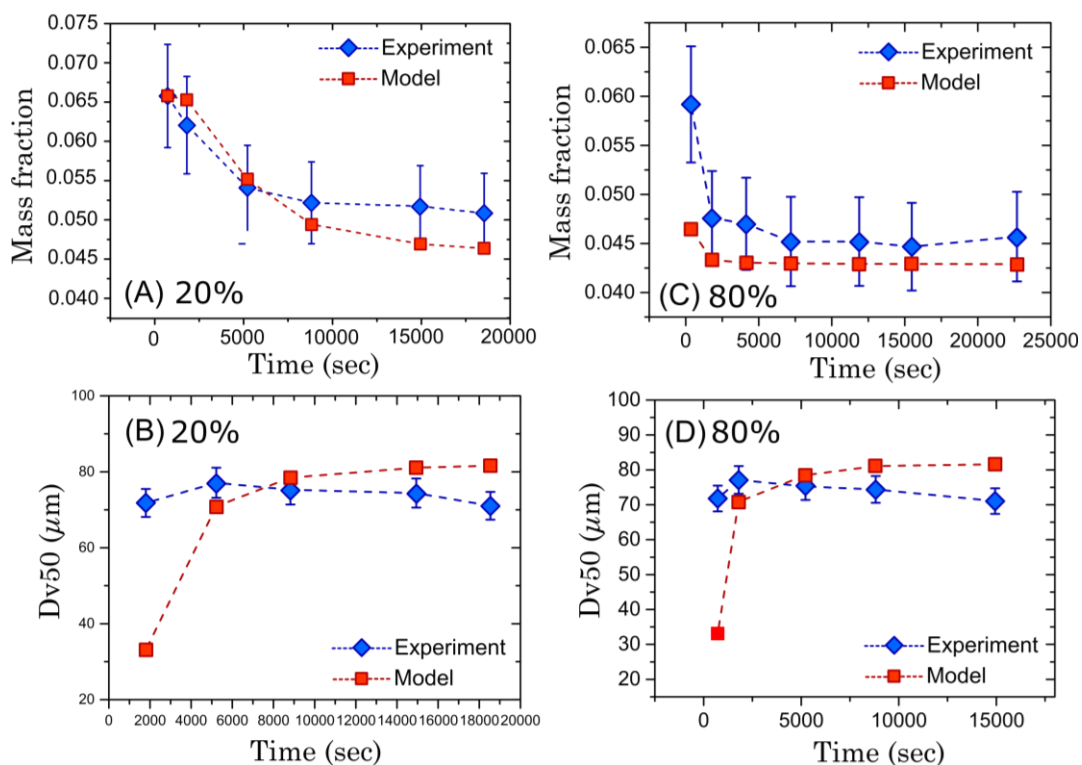 0.075
0.070
0.065
0.060
0.055
0.050
0.045
0.040
Mass fraction
Experiment
Model
(A) 20%
0 5000 10000 15000 20000
Time (sec)
0.065
0.060
0.055
0.050
0.045
0.040
Mass fraction
Experiment
Model
(C) 80%
0 5000 10000 15000 20000 25000
Time (sec)
100
80
60
40
20
Dv50 (μm)
(B) 20%
Experiment
Model
0 2000 4000 6000 8000 10000 12000 14000 16000 18000 20000
Time (sec)
100
90
80
70
60
50
40
30
20
Dv50 (μm)
(D) 80%
Experiment
Model
0 5000 10000 15000
Time (sec)